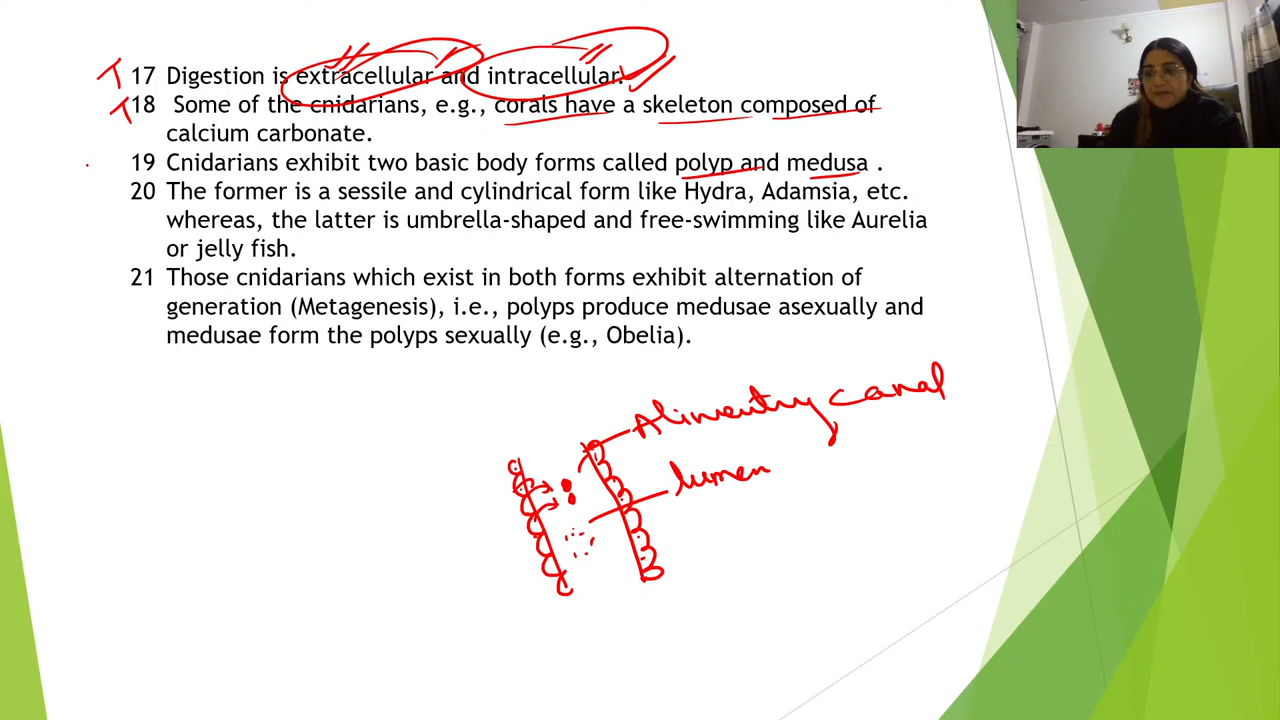 T 17 Digestion is extracellular and intracellular.
T 18 Some of the cnidarians, e.g., corals have a skeleton composed of
calcium carbonate.
19 Cnidarians exhibit two basic body forms called polyp and medusa .
20 The former is a sessile and cylindrical form like Hydra, Adamsia, etc.
whereas, the latter is umbrella-shaped and free-swimming like Aurelia
or jelly fish.
21 Those cnidarians which exist in both forms exhibit alternation of
generation (Metagenesis), i.e., polyps produce medusae asexually and
medusae form the polyps sexually (e.g., Obelia).
Alimentry canal
lumen